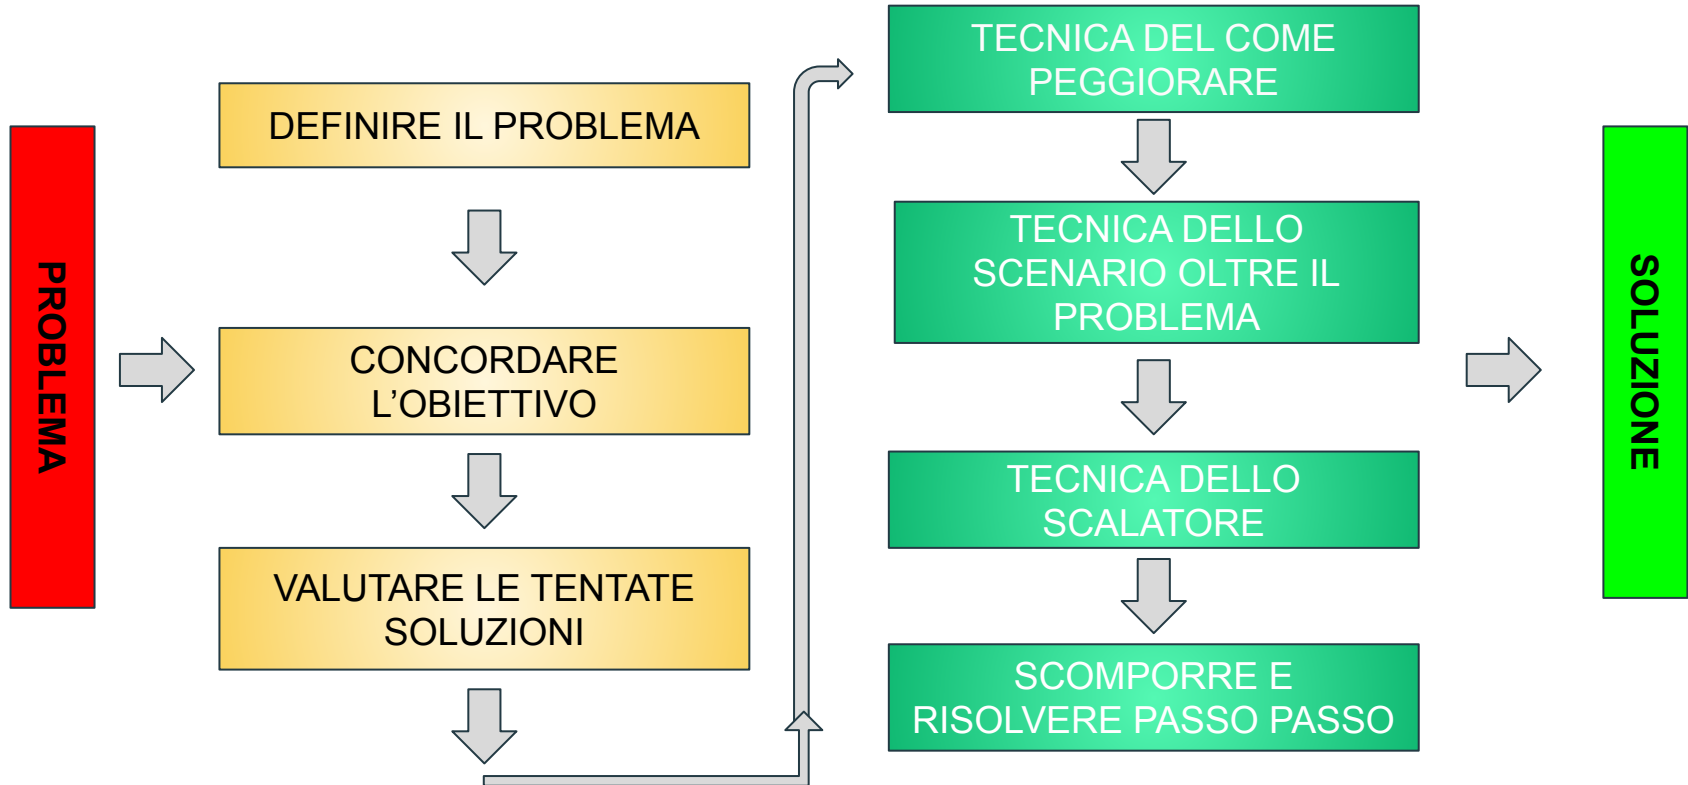 PROBLEMA
DEFINIRE IL PROBLEMA
CONCORDARE
L’OBIETTIVO
VALUTARE LE TENTATE
SOLUZIONI
TECNICA DEL COME
PEGGIORARE
TECNICA DELLO
SCENARIO OLTRE IL
PROBLEMA
TECNICA DELLO
SCALATORE
SCOMPORRE E
RISOLVERE PASSO PASSO
SOLUZIONE